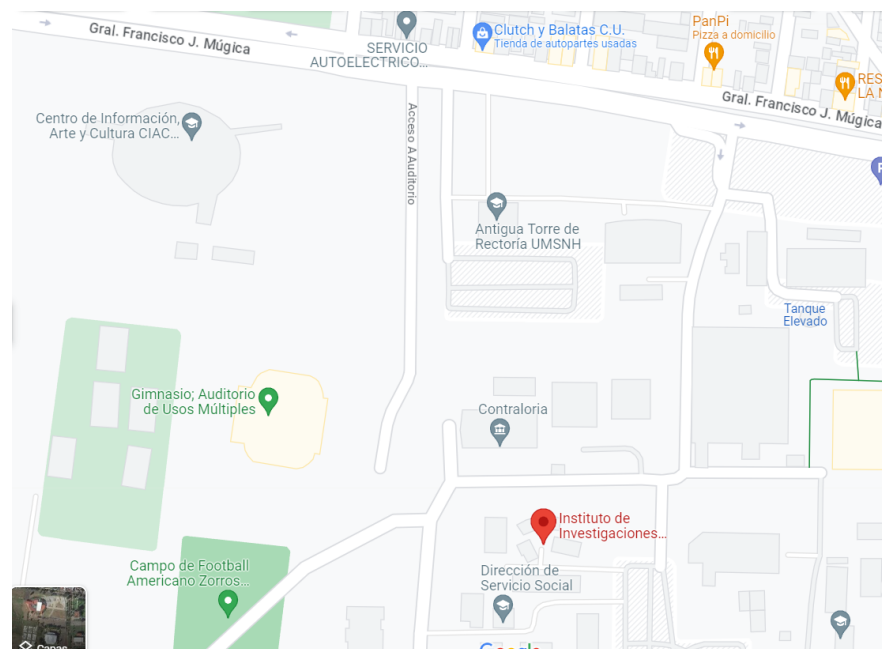 Gral. Francisco J. Múgica
SERVICIO
AUTOELECTRICO...
Clutch y Balatas C.U.
Tienda de autopartes usadas
PanPi
Pizza a domicilio
RES
LA
Gral. Francisco J. Múgica
Centro de Información,
Arte y Cultura CIAC...
Acceso A Auditorio
Antigua Torre de
Rectoría UMSNH
Tanque
Elevado
Gimnasio; Auditorio
de Usos Múltiples
Contraloria
Instituto de
Investigaciones...
Campo de Football
Americano Zorros...
Dirección de
Servicio Social
Capas
Google